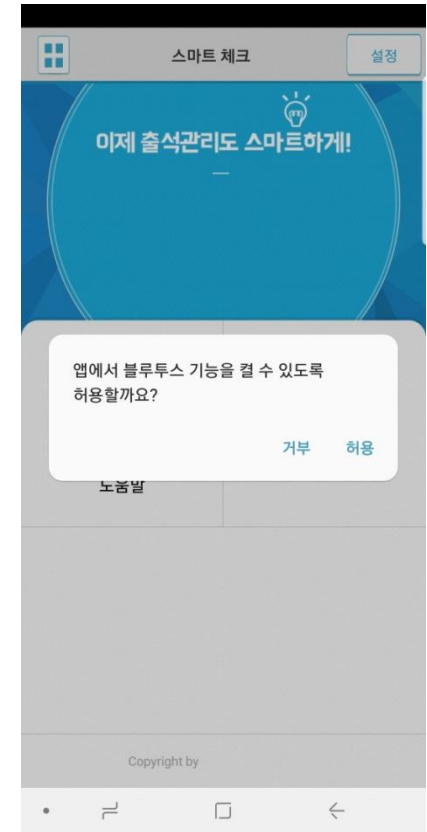 스마트 체크
설정
이제 출석관리도 스마트하게!
앱에서 블루투스 기능을 켤 수 있도록
허용할까요?
거부 허용
도움말
Copyright by